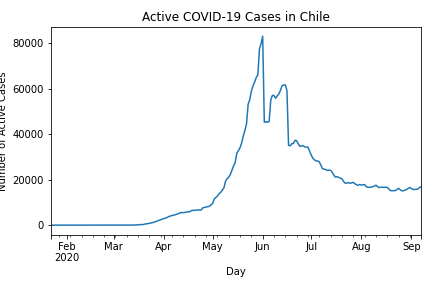 Active COVID-19 Cases in Chile
Number of Active Cases
80000
60000
40000
20000
0
Feb Mar Apr May Jun Jul Aug Sep
2020
Day